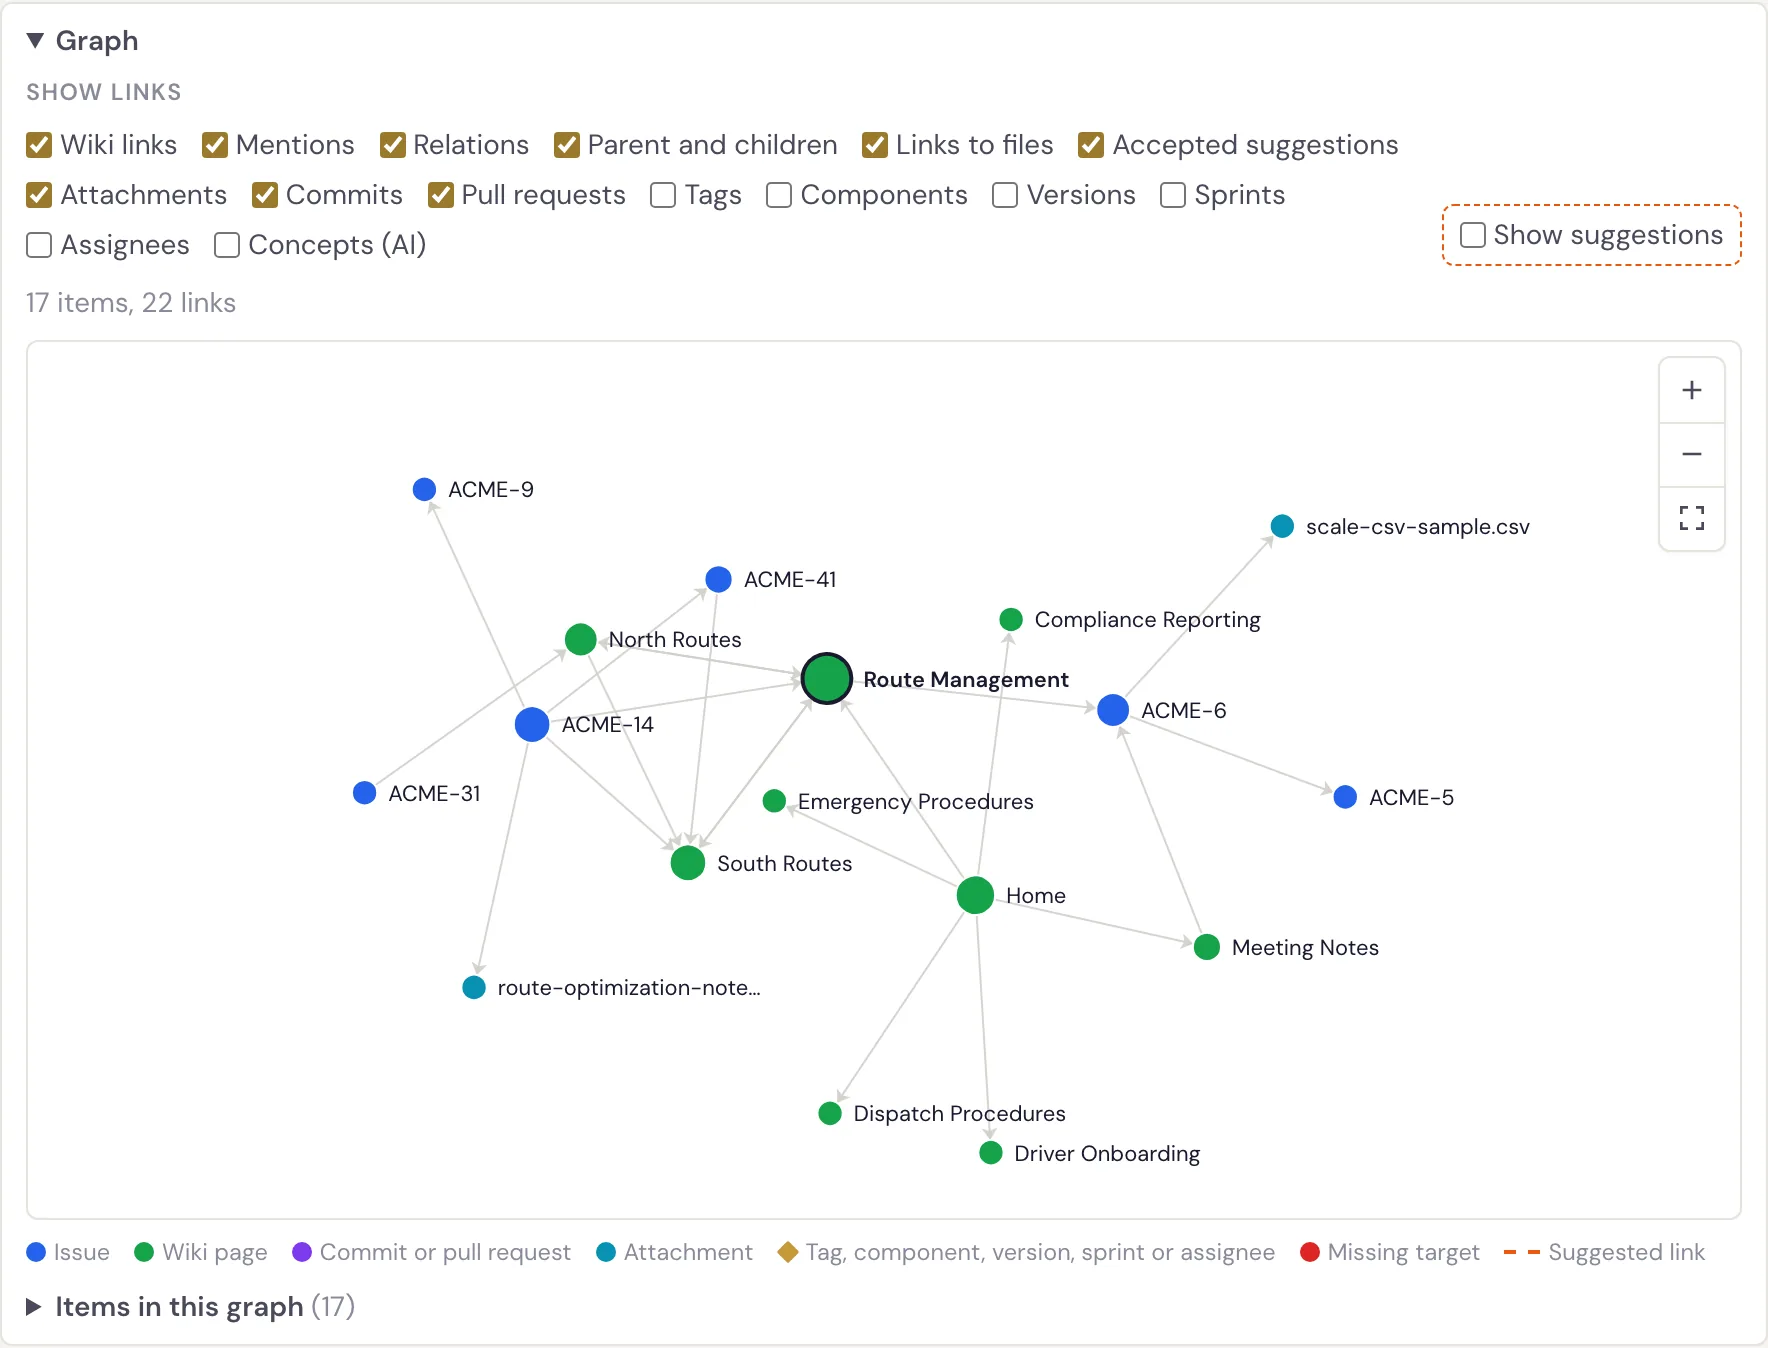 Graph
SHOW LINKS
Wiki links Mentions Relations Parent and children Links to files Accepted suggestions
Attachments Commits Pull requests Tags Components Versions Sprints
Show suggestions
Assignees Concepts (AI)
17 items, 22 links
+
−
ACME-9
scale-csv-sample.csv
ACME-41
Compliance Reporting
North Routes
Route Management
ACME-6
ACME-14
ACME-31
ACME-5
Emergency Procedures
South Routes
Home
Meeting Notes
route-optimization-note...
Dispatch Procedures
Driver Onboarding
Issue Wiki page Commit or pull request Attachment Tag, component, version, sprint or assignee Missing target Suggested link
Items in this graph (17)